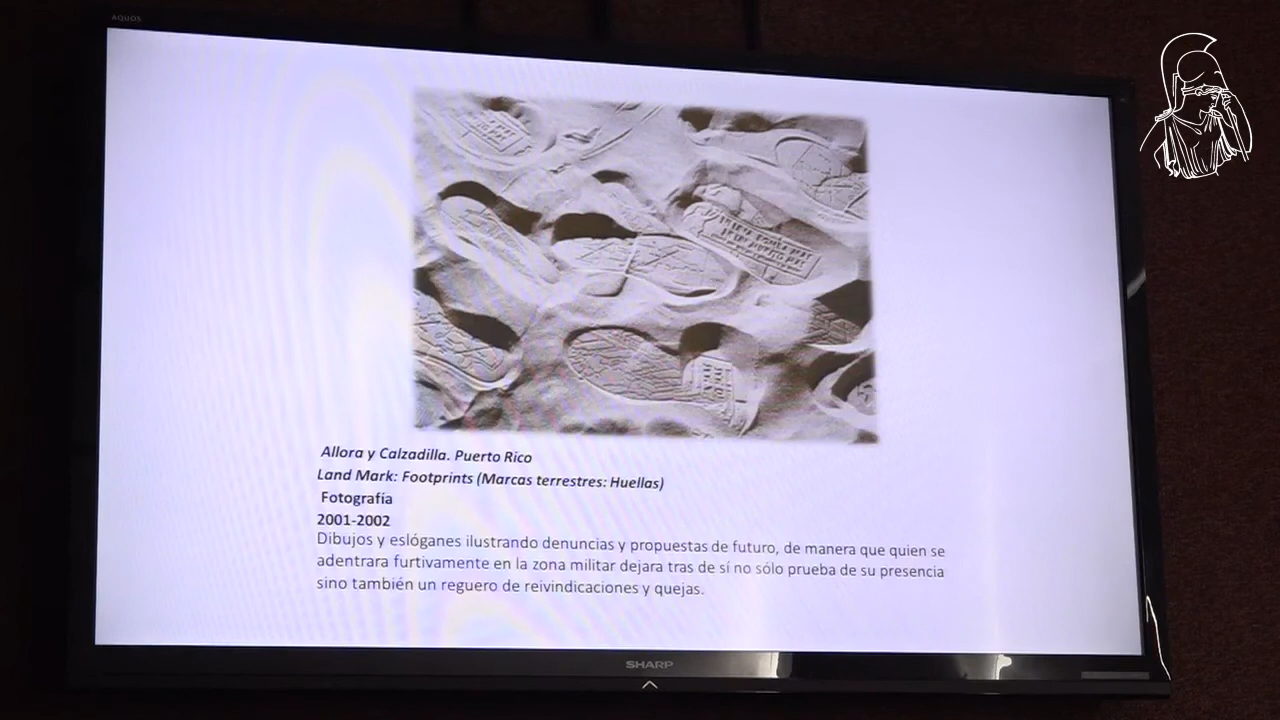 AQUOS
Allora y Calzadilla. Puerto Rico
Land Mark: Footprints (Marcas terrestres: Huellas)
Fotografía
2001-2002
Dibujos y eslóganes ilustrando denuncias y propuestas de futuro, de manera que quien se
adentrara furtivamente en la zona militar dejara tras de sí no sólo prueba de su presencia
sino también un reguero de reivindicaciones y quejas.
SHARP